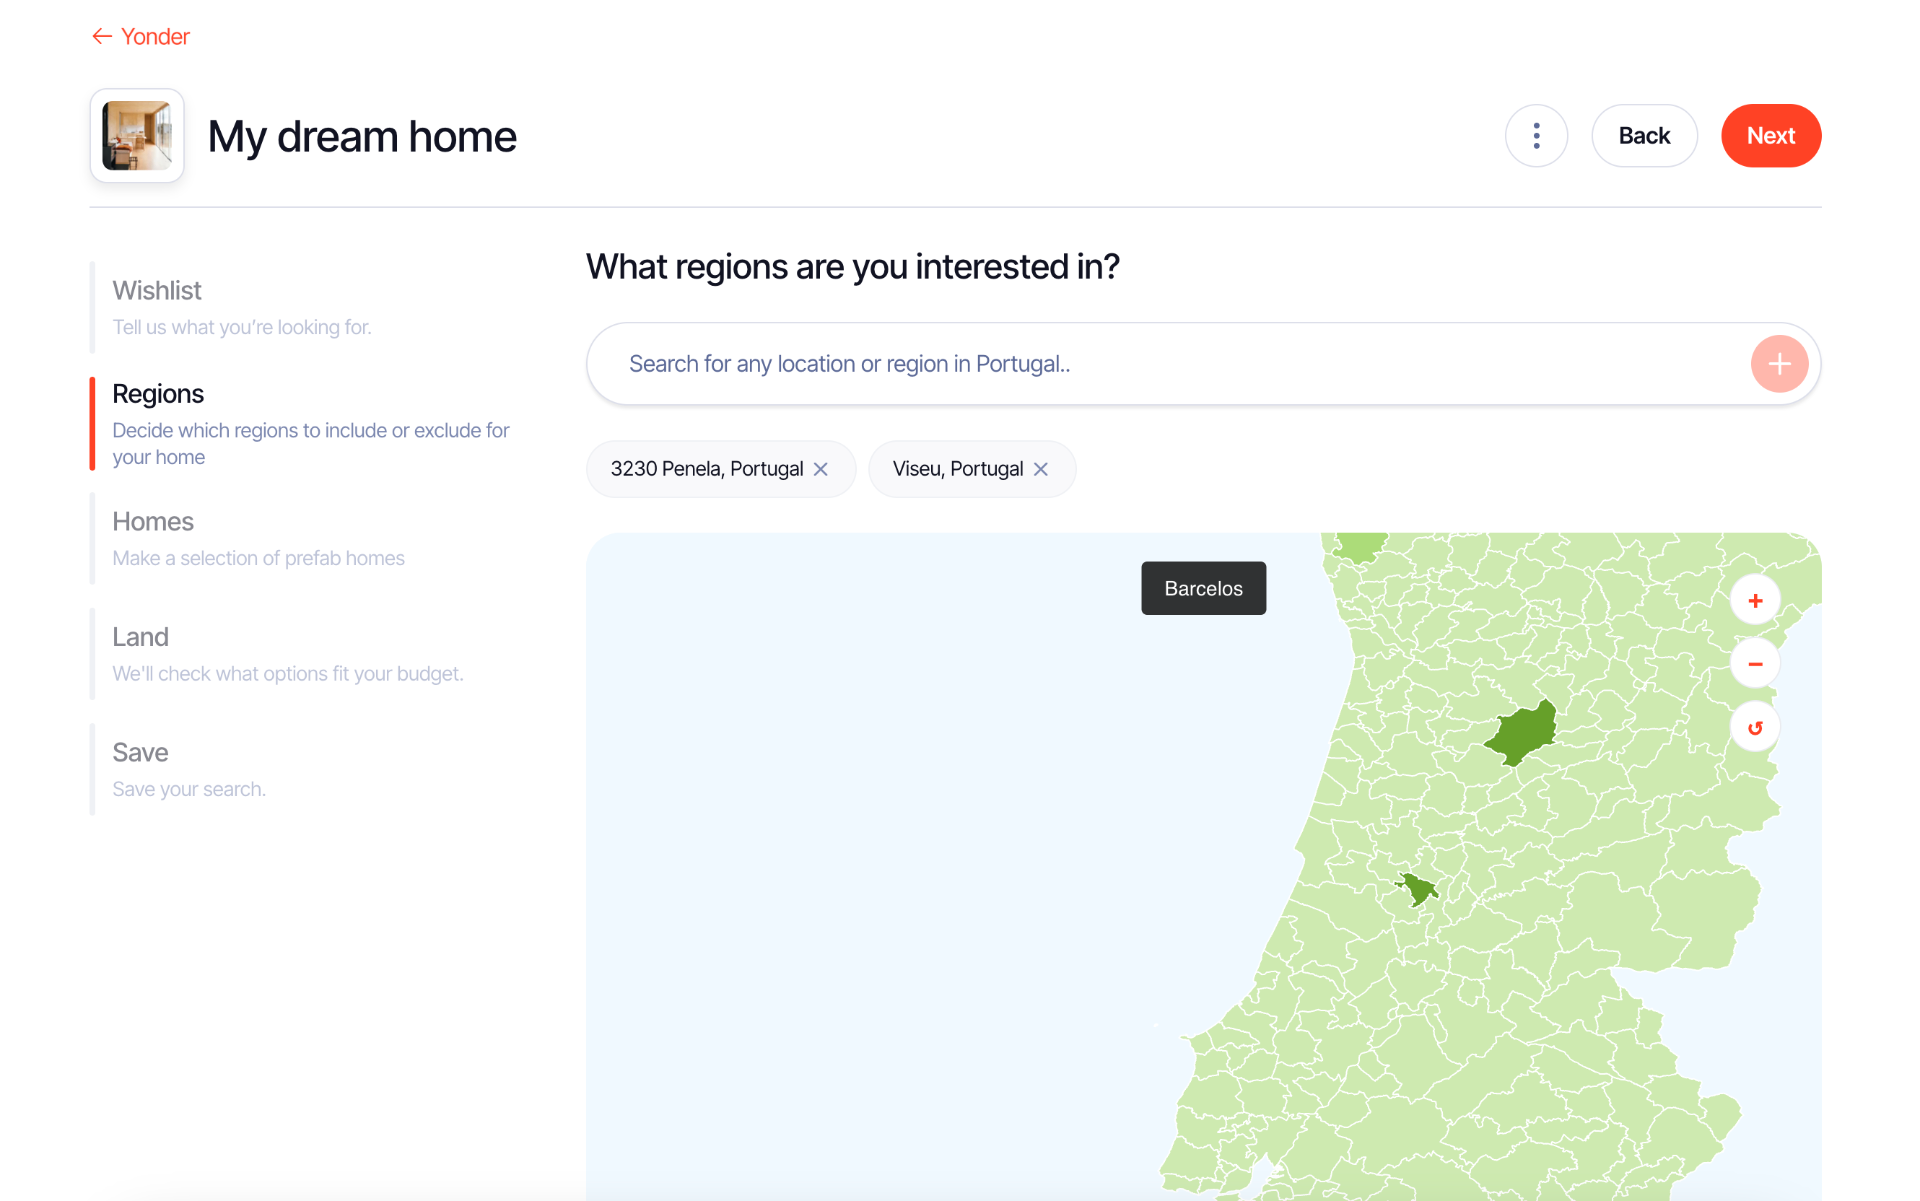 Yonder
My dream home
Back
Next
Wishlist
Tell us what you’re looking for.
Regions
Decide which regions to include or exclude for
your home
Homes
Make a selection of prefab homes
Land
We'll check what options fit your budget.
Save
Save your search.
What regions are you interested in?
Search for any location or region in Portugal..
3230 Penela, Portugal
Viseu, Portugal
Barcelos